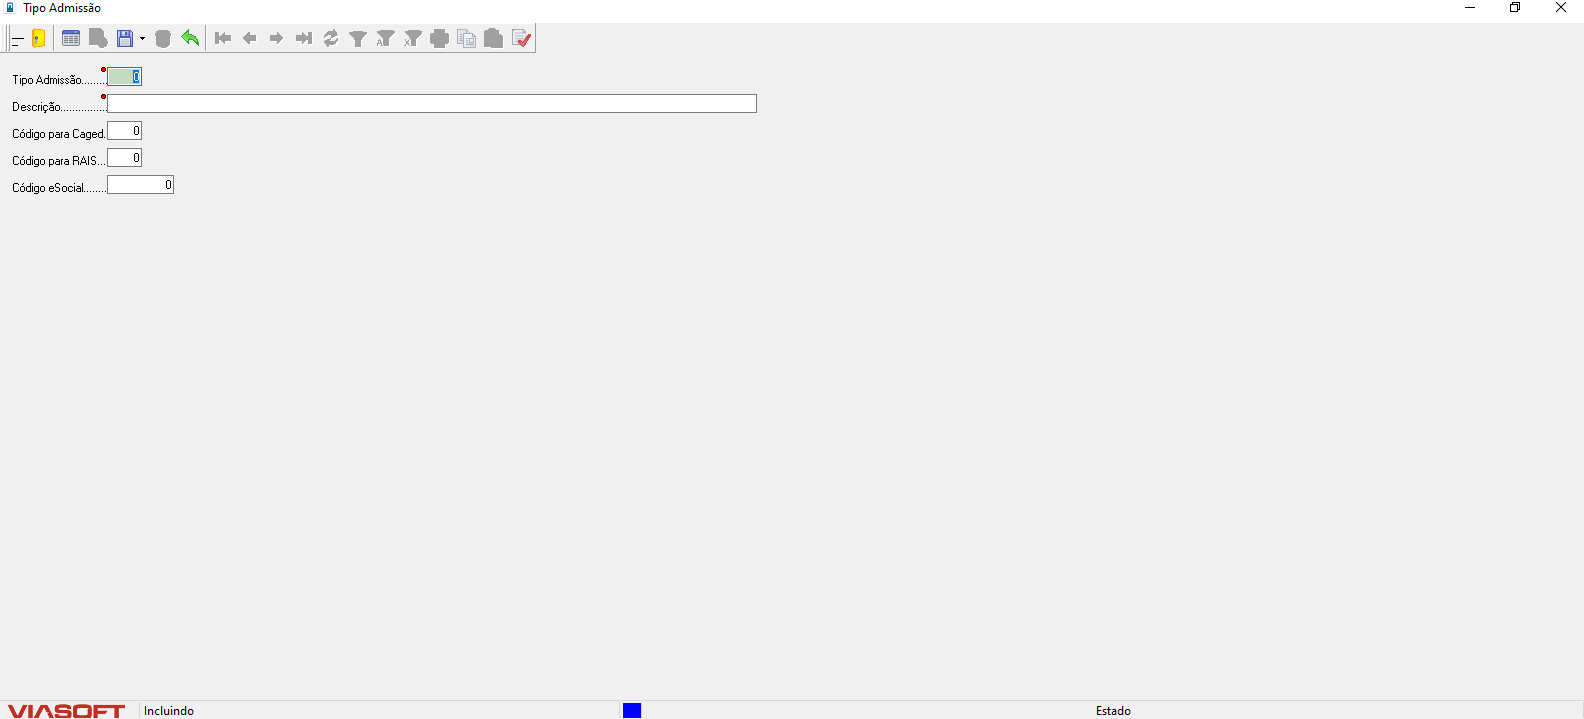 Tipo Admissão
Tipo Admissão......... 0
Descrição...............
Código para Caged. 0
Código para RAIS... 0
Código eSocial........ 0
VIASOFT Incluindo Estado